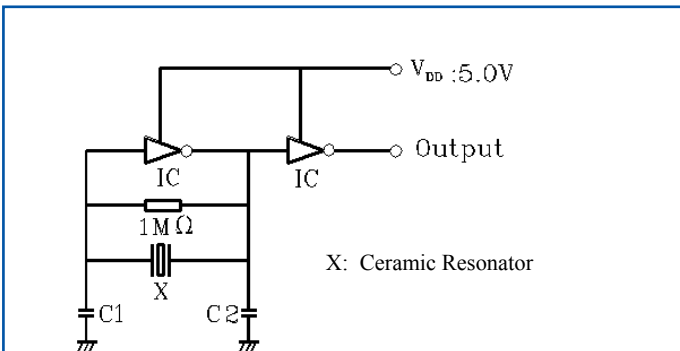 V_DD :5.0V
Output
IC
IC
1MΩ
X: Ceramic Resonator
X
C1
C2